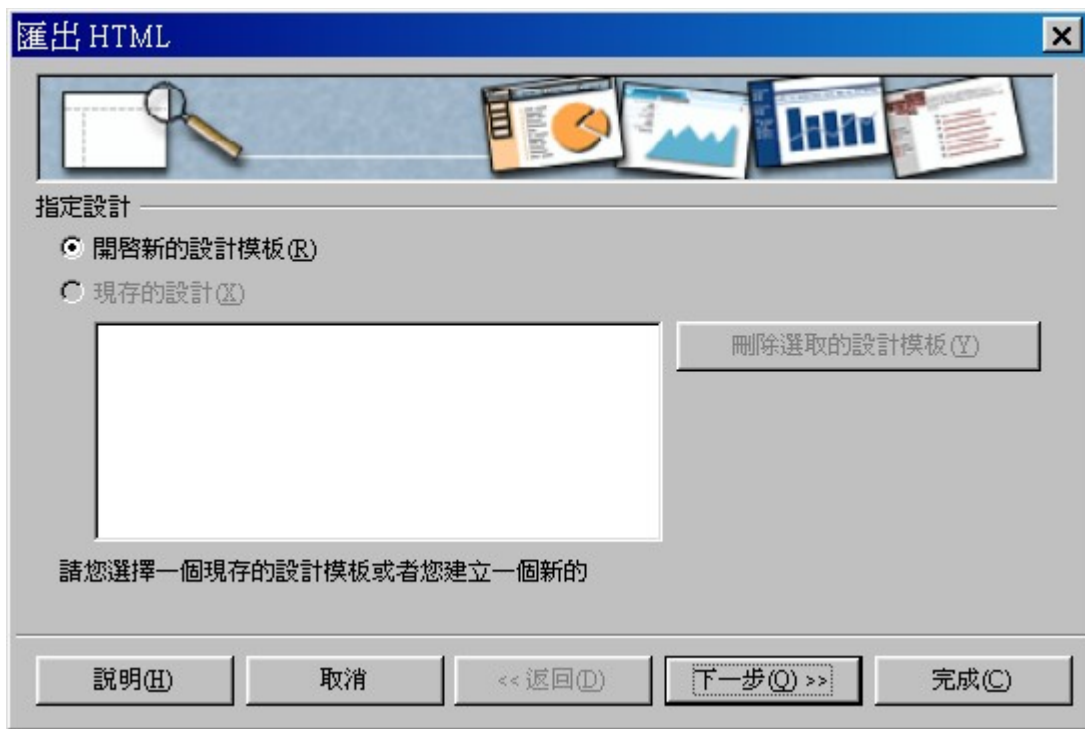 匯出 HTML
指定設計
開啓新的設計模板(R)
現存的設計(X)
刪除選取的設計模板(Y)
請您選擇一個現存的設計模板或者您建立一個新的
說明(H) 取消 << 返回(D) 下一步(Q) >> 完成(C)